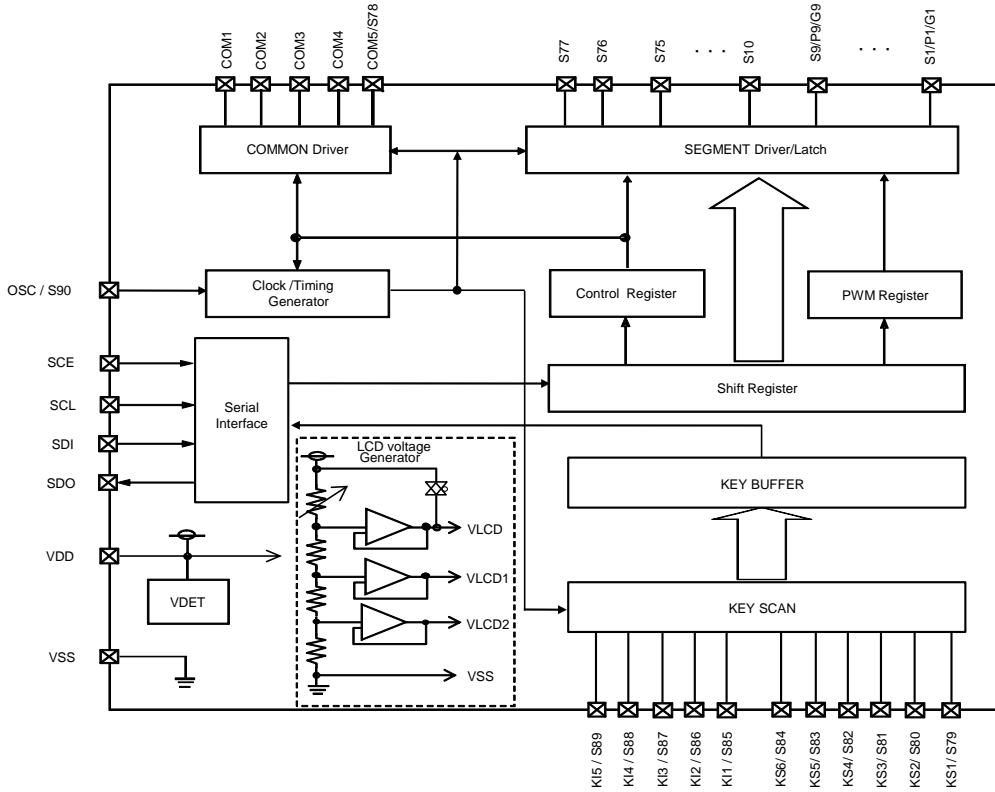 COM1
COM2
COM3
COM4
COM5/S78
S77
S76
S75
. . .
S10
S9/P9/G9
. . .
S1/P1/G1
COMMON Driver
SEGMENT Driver/Latch
OSC / S90
Clock /Timing
Generator
Control Register
PWM Register
SCE
SCL
SDI
SDO
Serial
Interface
Shift Register
LCD voltage
Generator
KEY BUFFER
VLCD
VDD
VDET
VLCD1
VLCD2
KEY SCAN
VSS
VSS
KI5 / S89
KI4 / S88
KI3 / S87
KI2 / S86
KI1 / S85
KS6/ S84
KS5/ S83
KS4/ S82
KS3/ S81
KS2/ S80
KS1/ S79